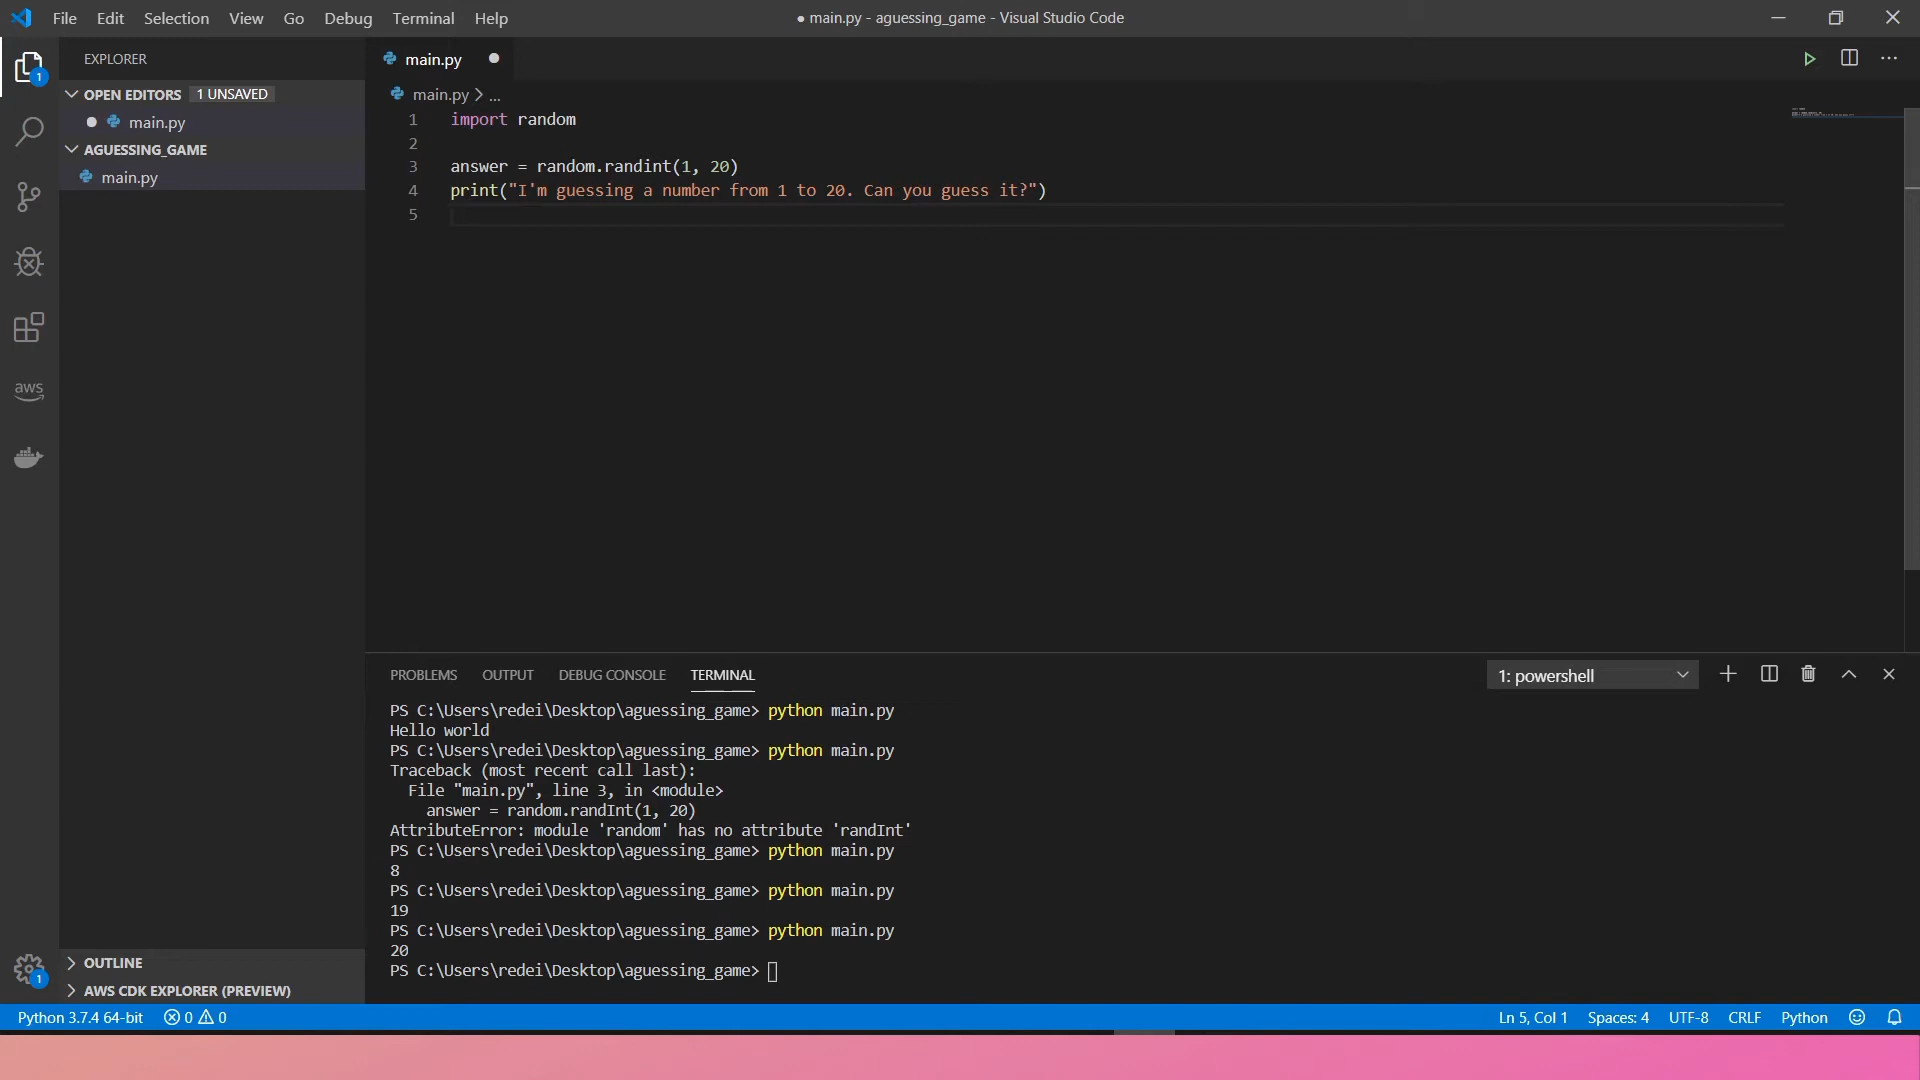 File Edit Selection View Go Debug Terminal Help
● main.py - aguessing_game - Visual Studio Code
EXPLORER
1
OPEN EDITORS 1 UNSAVED
main.py
AGUESSING_GAME
main.py
aws
OUTLINE
1
AWS CDK EXPLORER (PREVIEW)
main.py
main.py > ...
1 import random
2
3 answer = random.randint(1, 20)
4 print("I'm guessing a number from 1 to 20. Can you guess it?")
5
PROBLEMS OUTPUT DEBUG CONSOLE TERMINAL
1: powershell
PS C:\Users\redei\Desktop\aguessing_game> python main.py
Hello world
PS C:\Users\redei\Desktop\aguessing_game> python main.py
Traceback (most recent call last):
  File "main.py", line 3, in <module>
    answer = random.randInt(1, 20)
AttributeError: module 'random' has no attribute 'randInt'
PS C:\Users\redei\Desktop\aguessing_game> python main.py
8
PS C:\Users\redei\Desktop\aguessing_game> python main.py
19
PS C:\Users\redei\Desktop\aguessing_game> python main.py
20
PS C:\Users\redei\Desktop\aguessing_game>
Python 3.7.4 64-bit 0 0 Ln 5, Col 1 Spaces: 4 UTF-8 CRLF Python